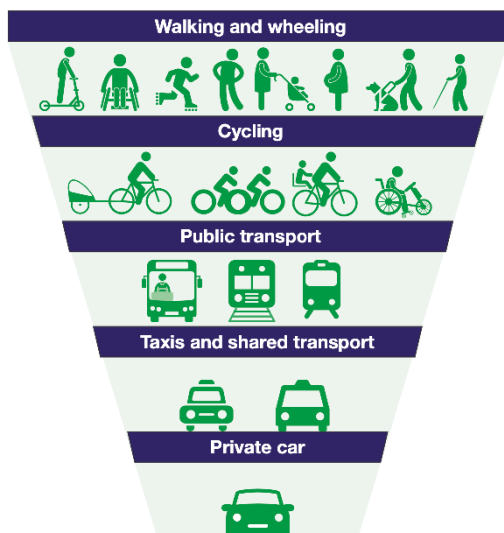 Walking and wheeling
Cycling
Public transport
Taxis and shared transport
Private car